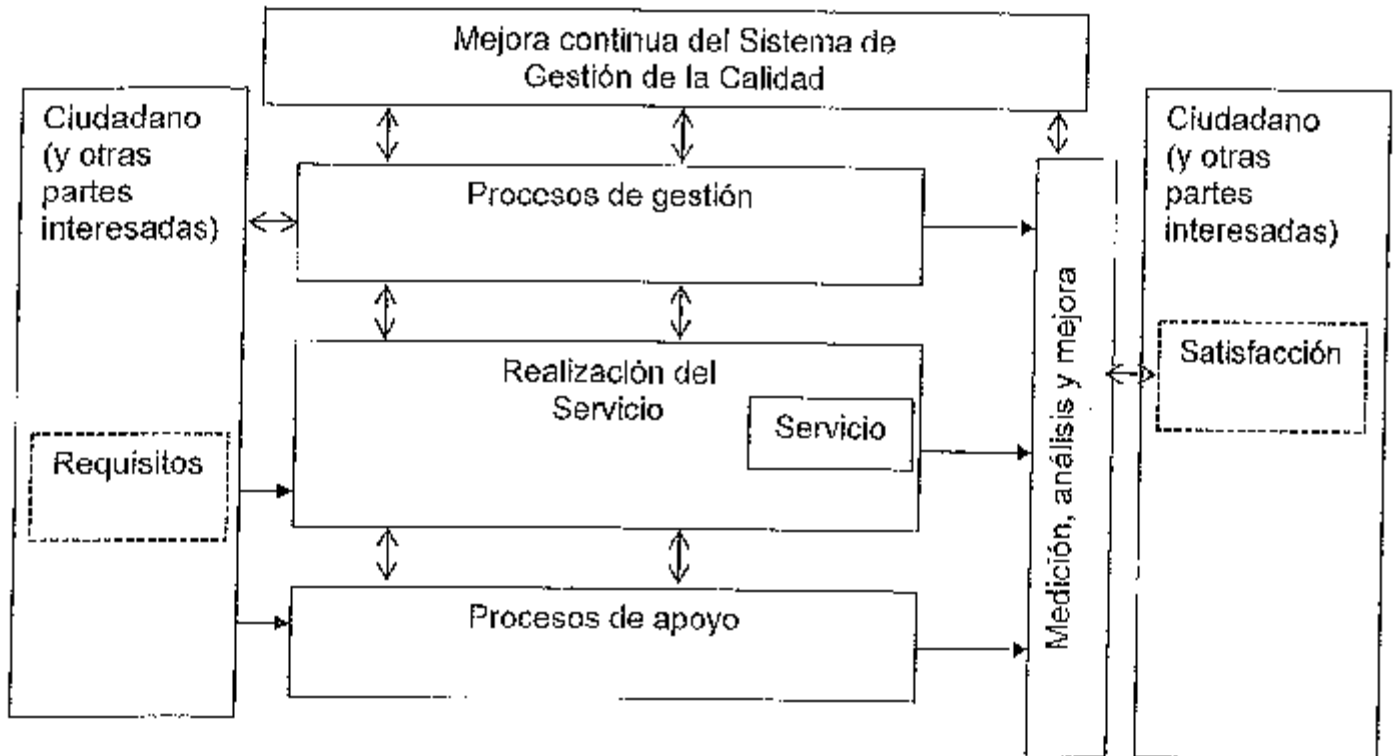 Mejora continua del Sistema de
Gestión de la Calidad
Ciudadano
(y otras
partes
interesadas)
Requisitos
Procesos de gestión
Realización del
Servicio
Servicio
Procesos de apoyo
Medición, análisis y mejora
Ciudadano
(y otras
partes
interesadas)
Satisfacción